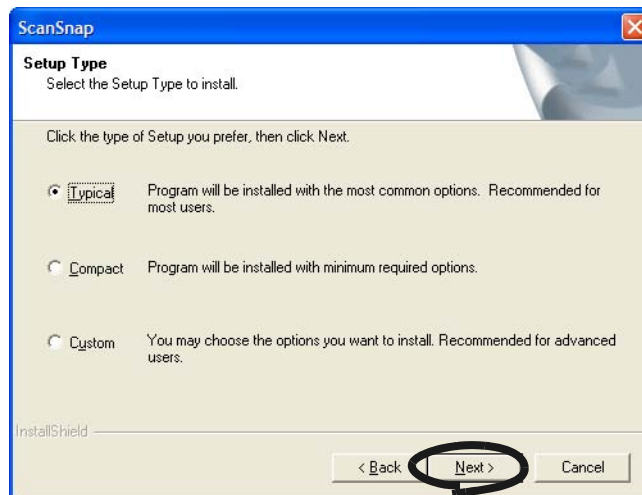 ScanSnap
Setup Type
Select the Setup Type to install.
Click the type of Setup you prefer, then click Next.
Typical
Program will be installed with the most common options. Recommended for
most users.
Compact
Program will be installed with minimum required options.
Custom
You may choose the options you want to install. Recommended for advanced
users.
InstallShield
< Back
Next >
Cancel